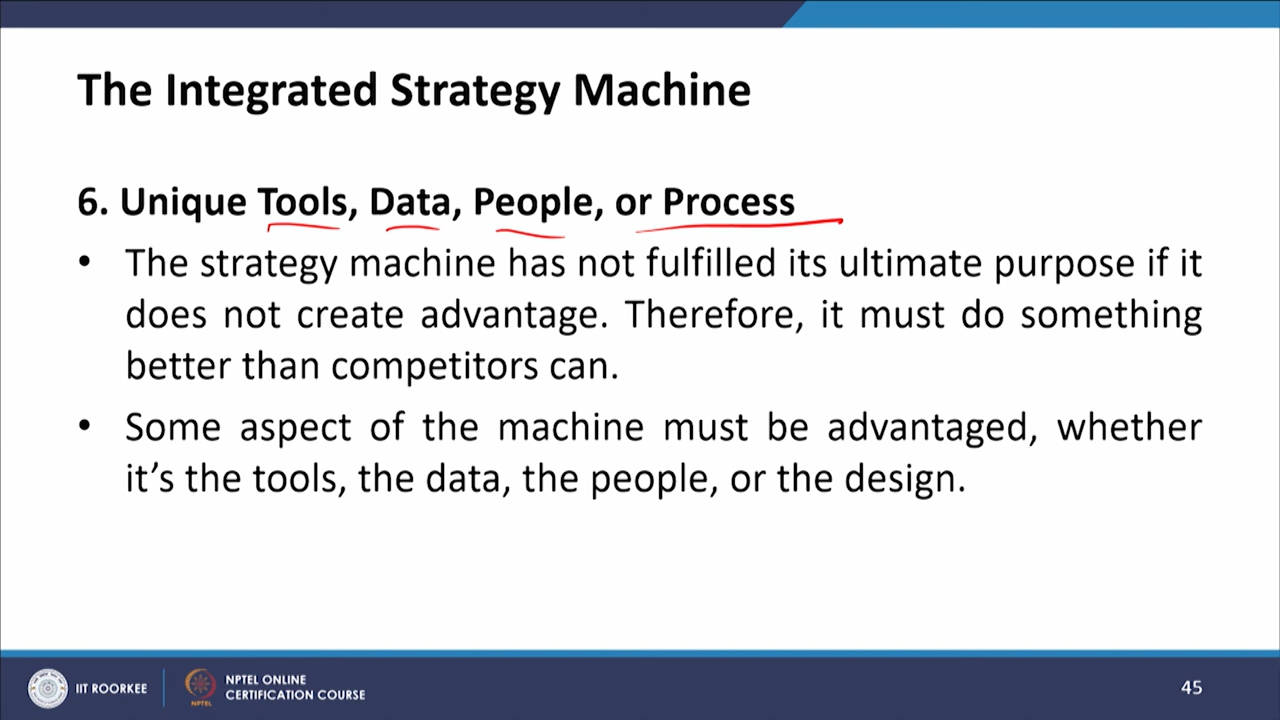 The Integrated Strategy Machine
6. Unique Tools, Data, People, or Process
• The strategy machine has not fulfilled its ultimate purpose if it
does not create advantage. Therefore, it must do something
better than competitors can.
• Some aspect of the machine must be advantaged, whether
it’s the tools, the data, the people, or the design.
IIT ROORKEE
NPTEL
NPTEL ONLINE
CERTIFICATION COURSE
45